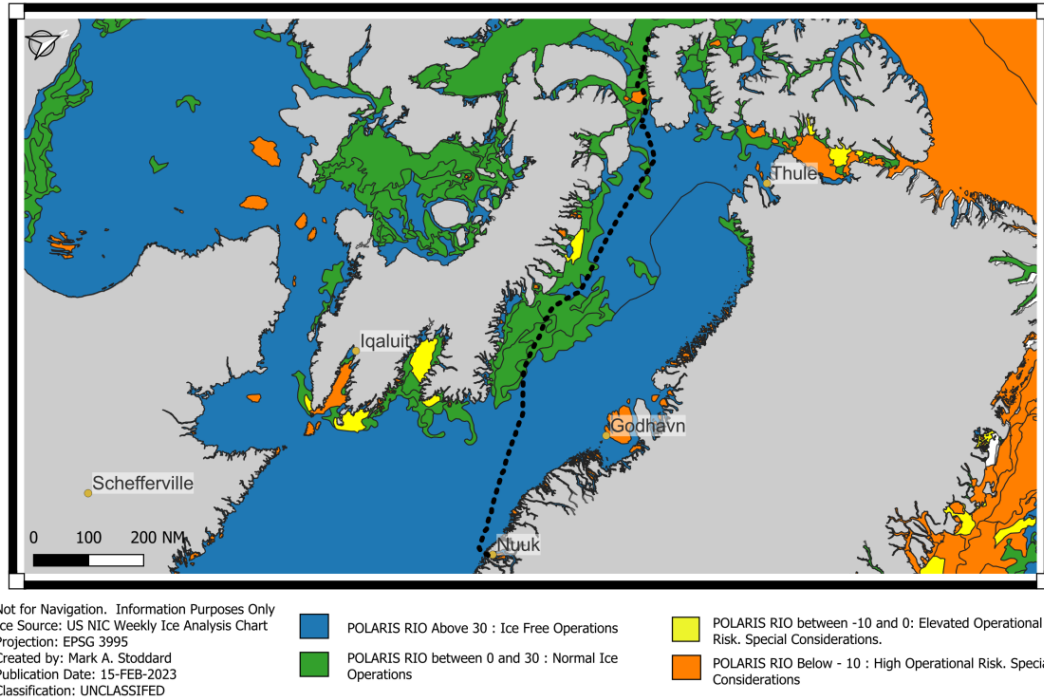 Thule
Iqaluit
Godhavn
Schefferville
0 100 200 NM
Nuuk
Not for Navigation. Information Purposes Only
Ice Source: US NIC Weekly Ice Analysis Chart
Projection: EPSG 3995
Created by: Mark A. Stoddard
Publication Date: 15-FEB-2023
Classification: UNCLASSIFED
POLARIS RIO Above 30 : Ice Free Operations
POLARIS RIO between 0 and 30 : Normal Ice
Operations
POLARIS RIO between -10 and 0: Elevated Operational
Risk. Special Considerations.
POLARIS RIO Below - 10 : High Operational Risk. Specia
Considerations